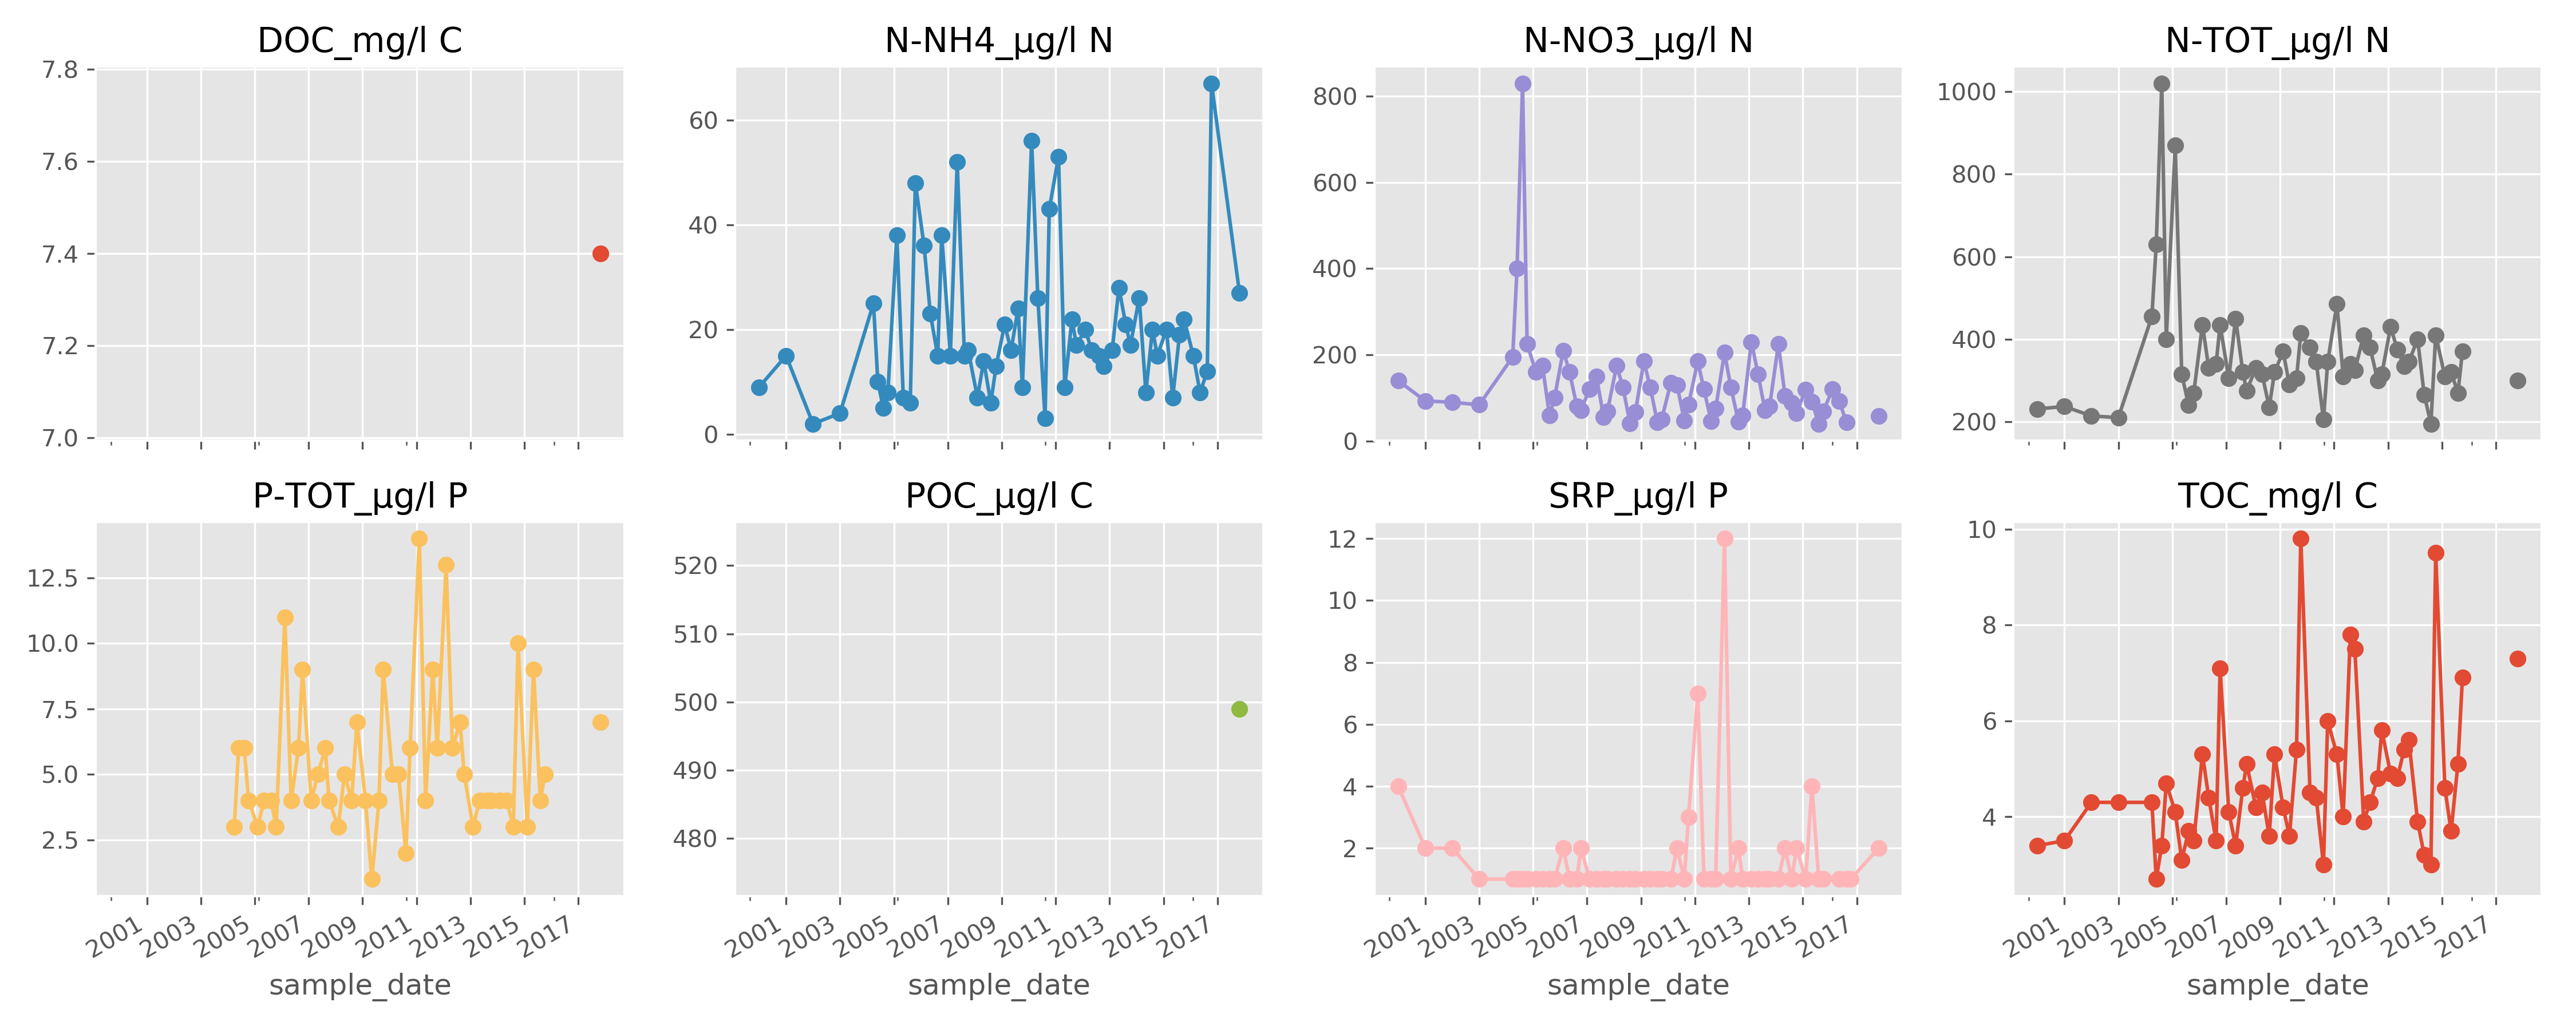 DOC_mg/l C
7.8
7.6
7.4
7.2
7.0
N-NH4_µg/l N
60
40
20
0
N-NO3_µg/l N
800
600
400
200
0
N-TOT_µg/l N
1000
800
600
400
200
P-TOT_µg/l P
12.5
10.0
7.5
5.0
2.5
2001 2003 2005 2007 2009 2011 2013 2015 2017
sample_date
POC_µg/l C
520
510
500
490
480
2001 2003 2005 2007 2009 2011 2013 2015 2017
sample_date
SRP_µg/l P
12
10
8
6
4
2
2001 2003 2005 2007 2009 2011 2013 2015 2017
sample_date
TOC_mg/l C
10
8
6
4
2001 2003 2005 2007 2009 2011 2013 2015 2017
sample_date